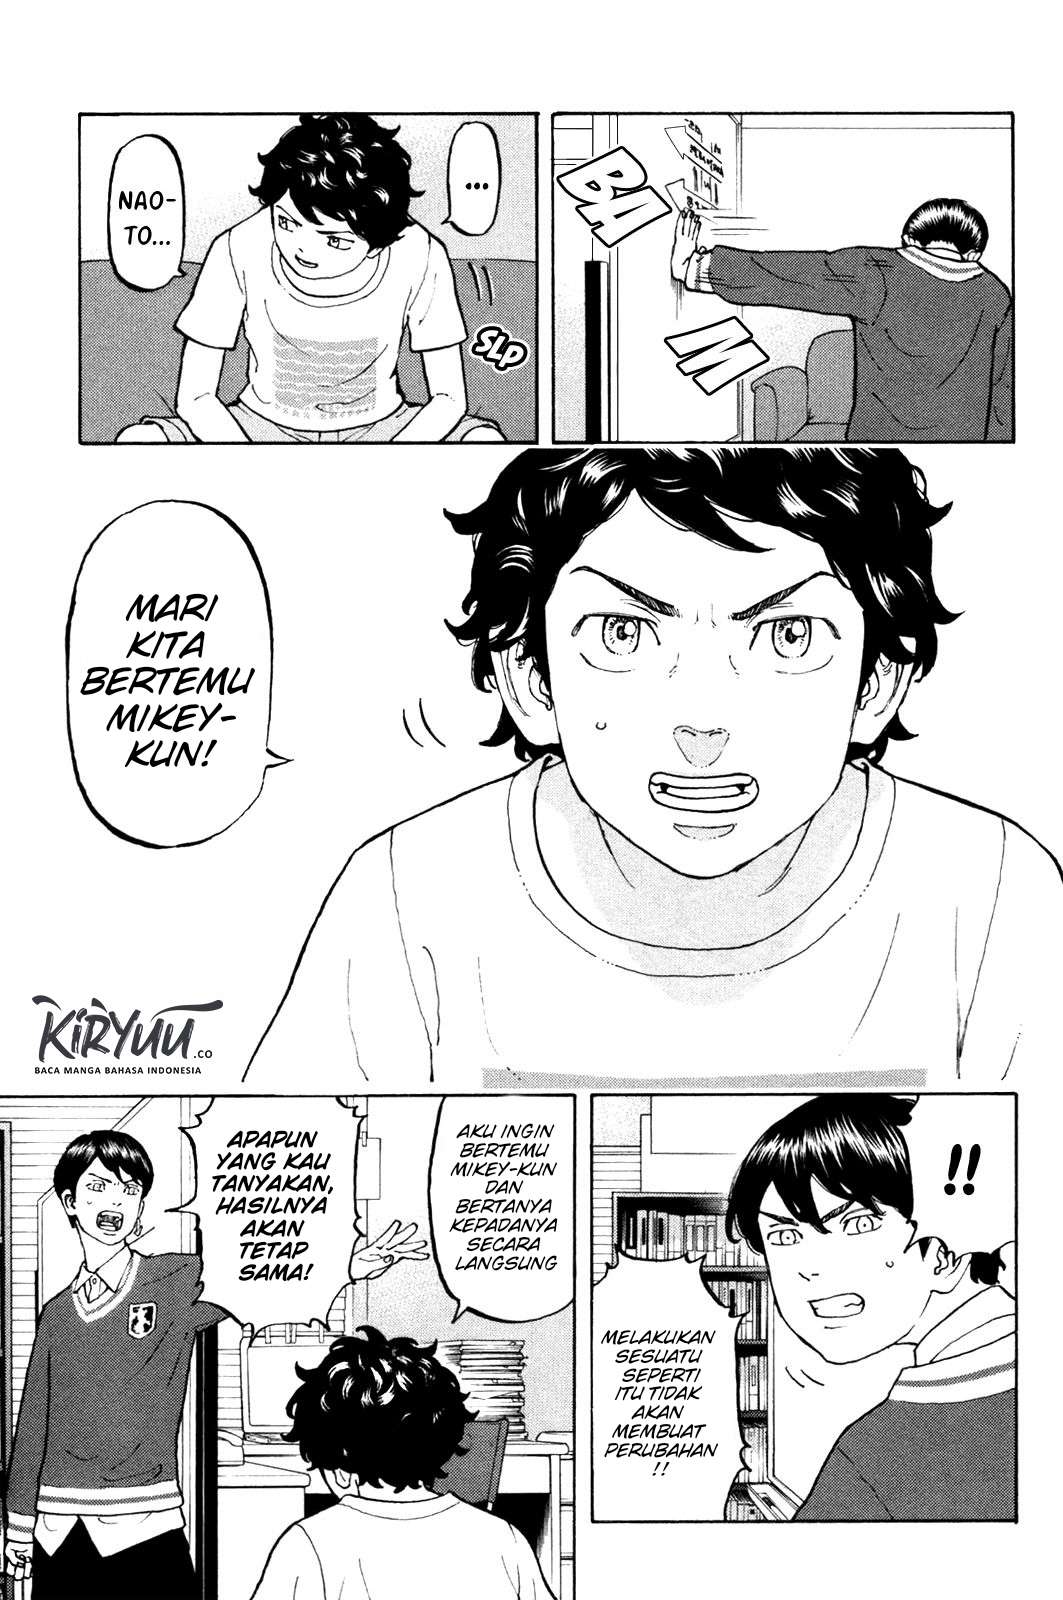 BA
M
...
SLP
NAO-
TO...
MARI
KITA
BERTEMU
MIKEY-
KUN!
KIRYUU
.CO
BACA MANGA BAHASA INDONESIA
!!
MELAKUKAN
SESUATU
SEPERTI
ITU TIDAK
AKAN
MEMBUAT
PERUBAHAN
!!
AKU INGIN
BERTEMU
MIKEY-KUN
DAN
BERTANYA
KEPADANYA
SECARA
LANGSUNG
APAPUN
YANG KAU
TANYAKAN,
HASILNYA
AKAN
TETAP
SAMA!